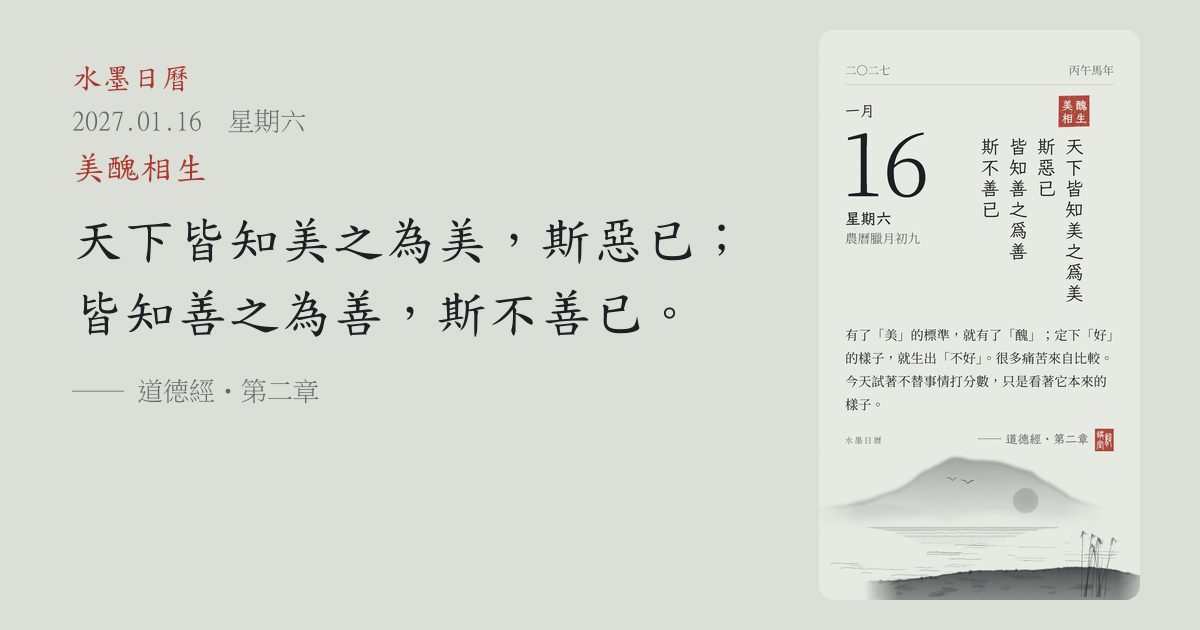 水墨日曆
2027.01.16 星期六
美醜相生
天下皆知美之為美，斯惡已；
皆知善之為善，斯不善已。
—— 道德經・第二章
二〇二七
丙午馬年
一月
16
星期六
農曆臘月初九
美醜
相生
天下皆知美之爲美
斯惡已
皆知善之爲善
斯不善已
有了「美」的標準，就有了「醜」；定下「好」
的樣子，就生出「不好」。很多痛苦來自比較。
今天試著不替事情打分數，只是看著它本來的
樣子。
水墨日曆
—— 道德經・第二章